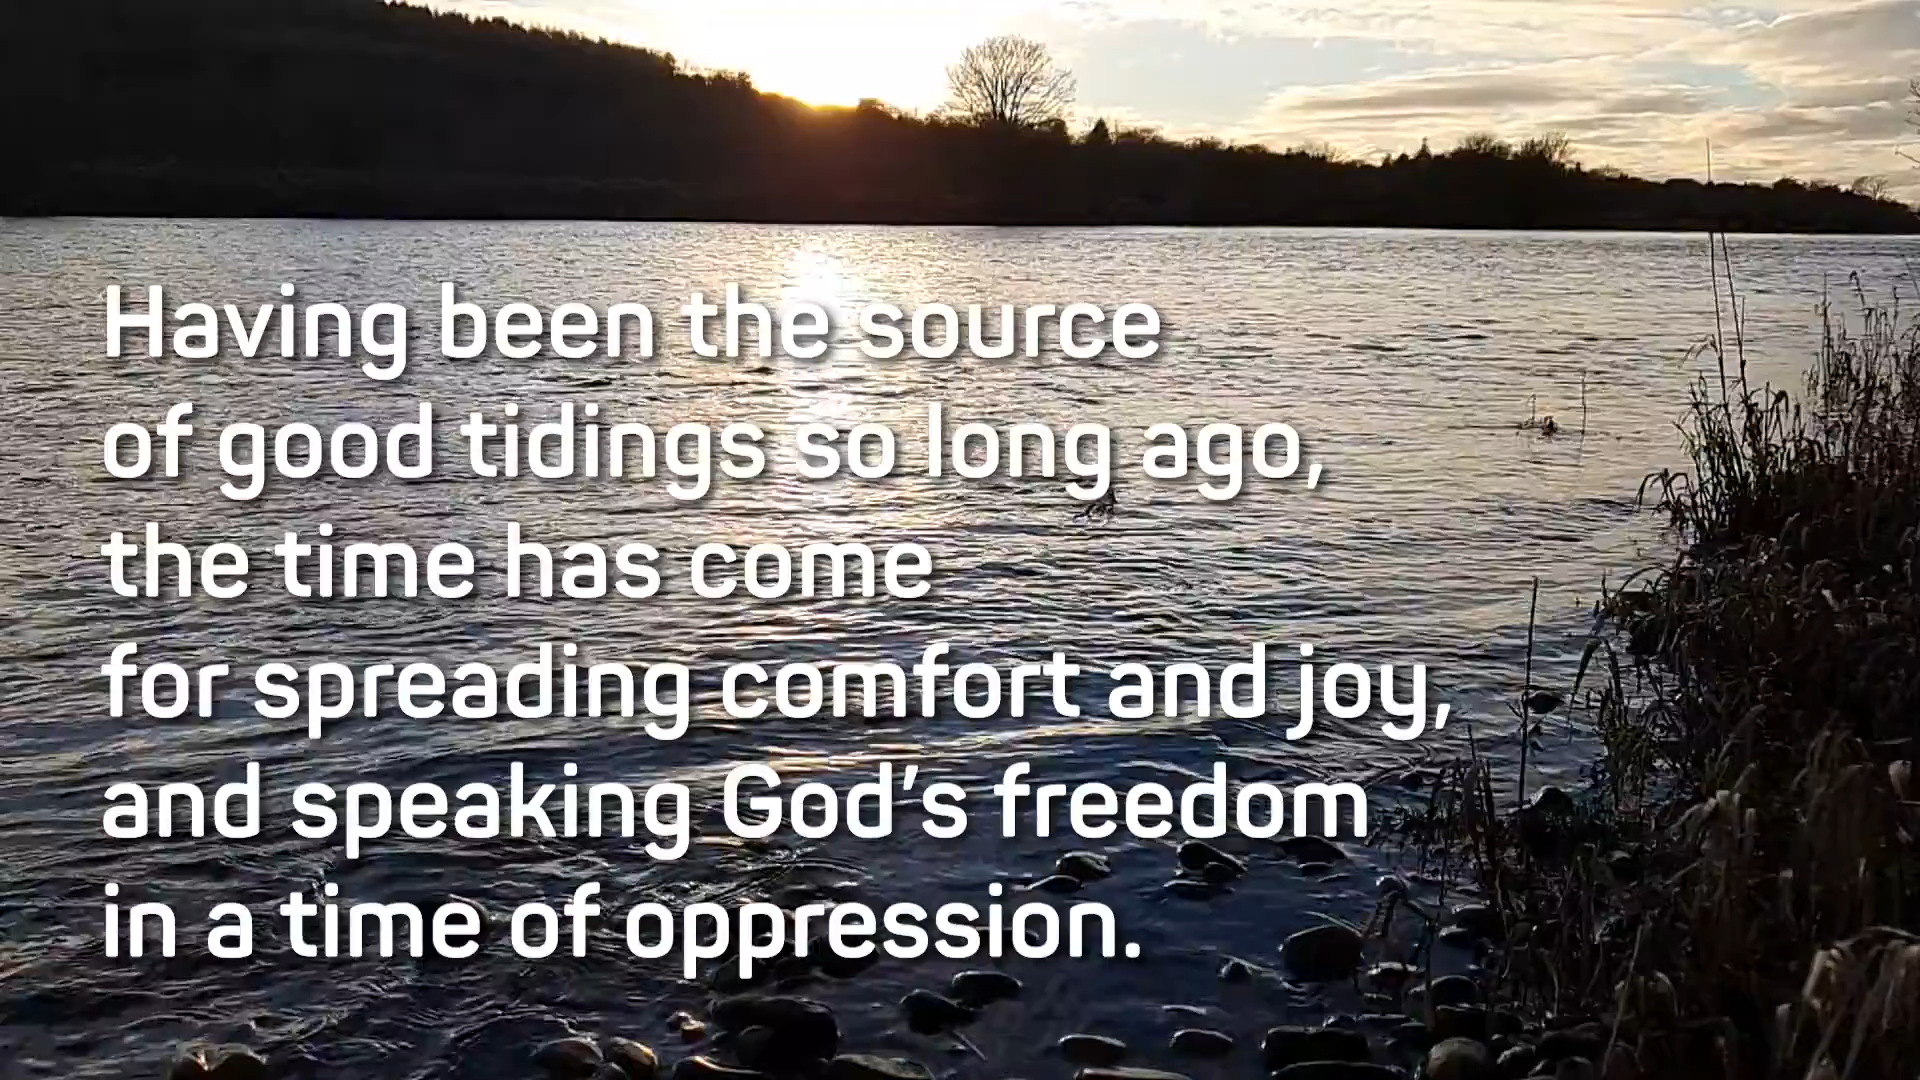 Having been the source
of good tidings so long ago,
the time has come
for spreading comfort and joy,
and speaking God’s freedom
in a time of oppression.